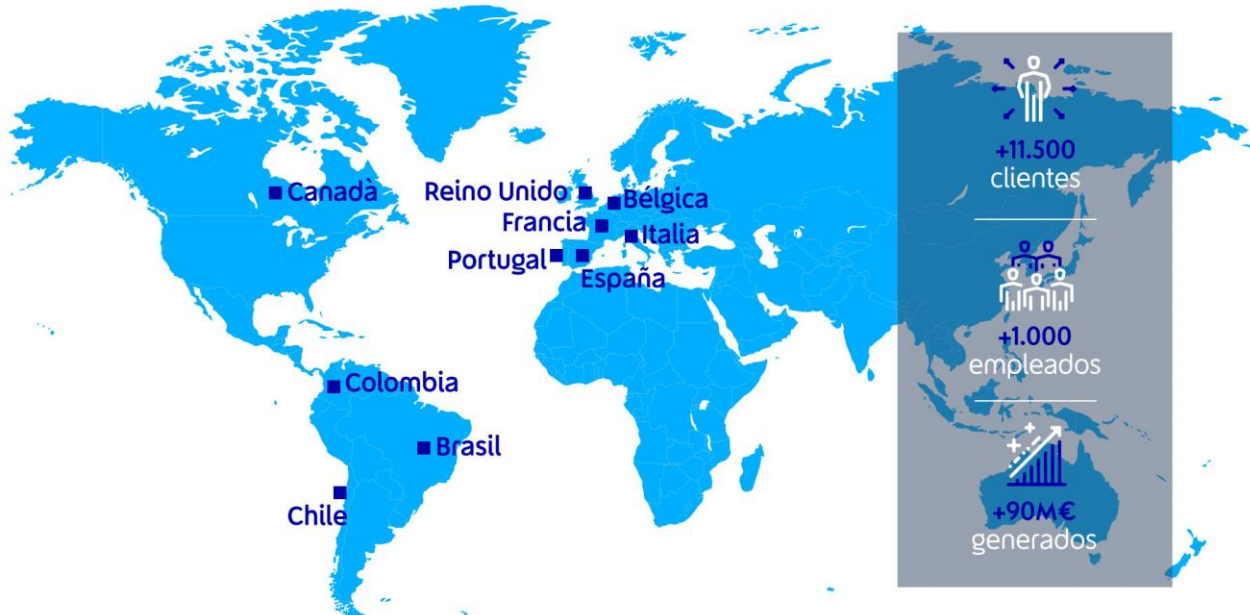 Canadà
Reino Unido
Bélgica
Francia
Italia
Portugal
España
Colombia
Brasil
Chile
+11.500
clientes
+1.000
empleados
+90M€
generados